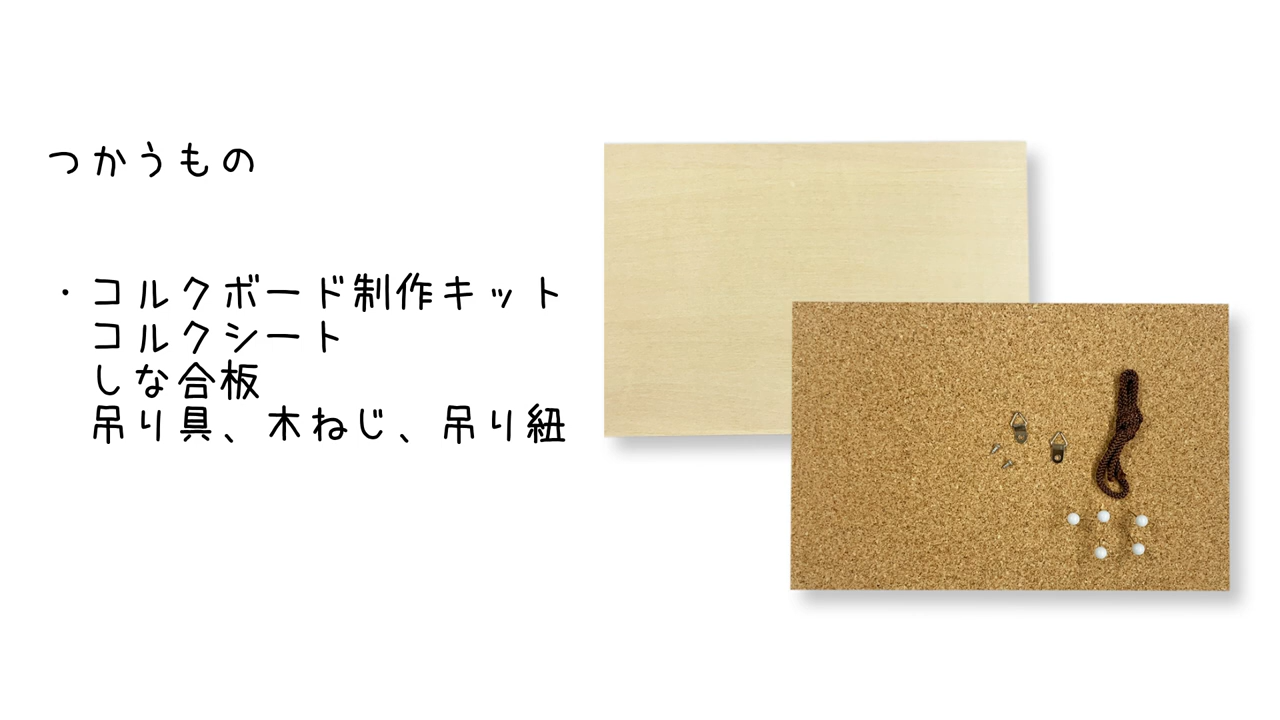 つかうもの
・コルクボード制作キット
コルクシート
しな合板
吊り具、木ねじ、吊り紐